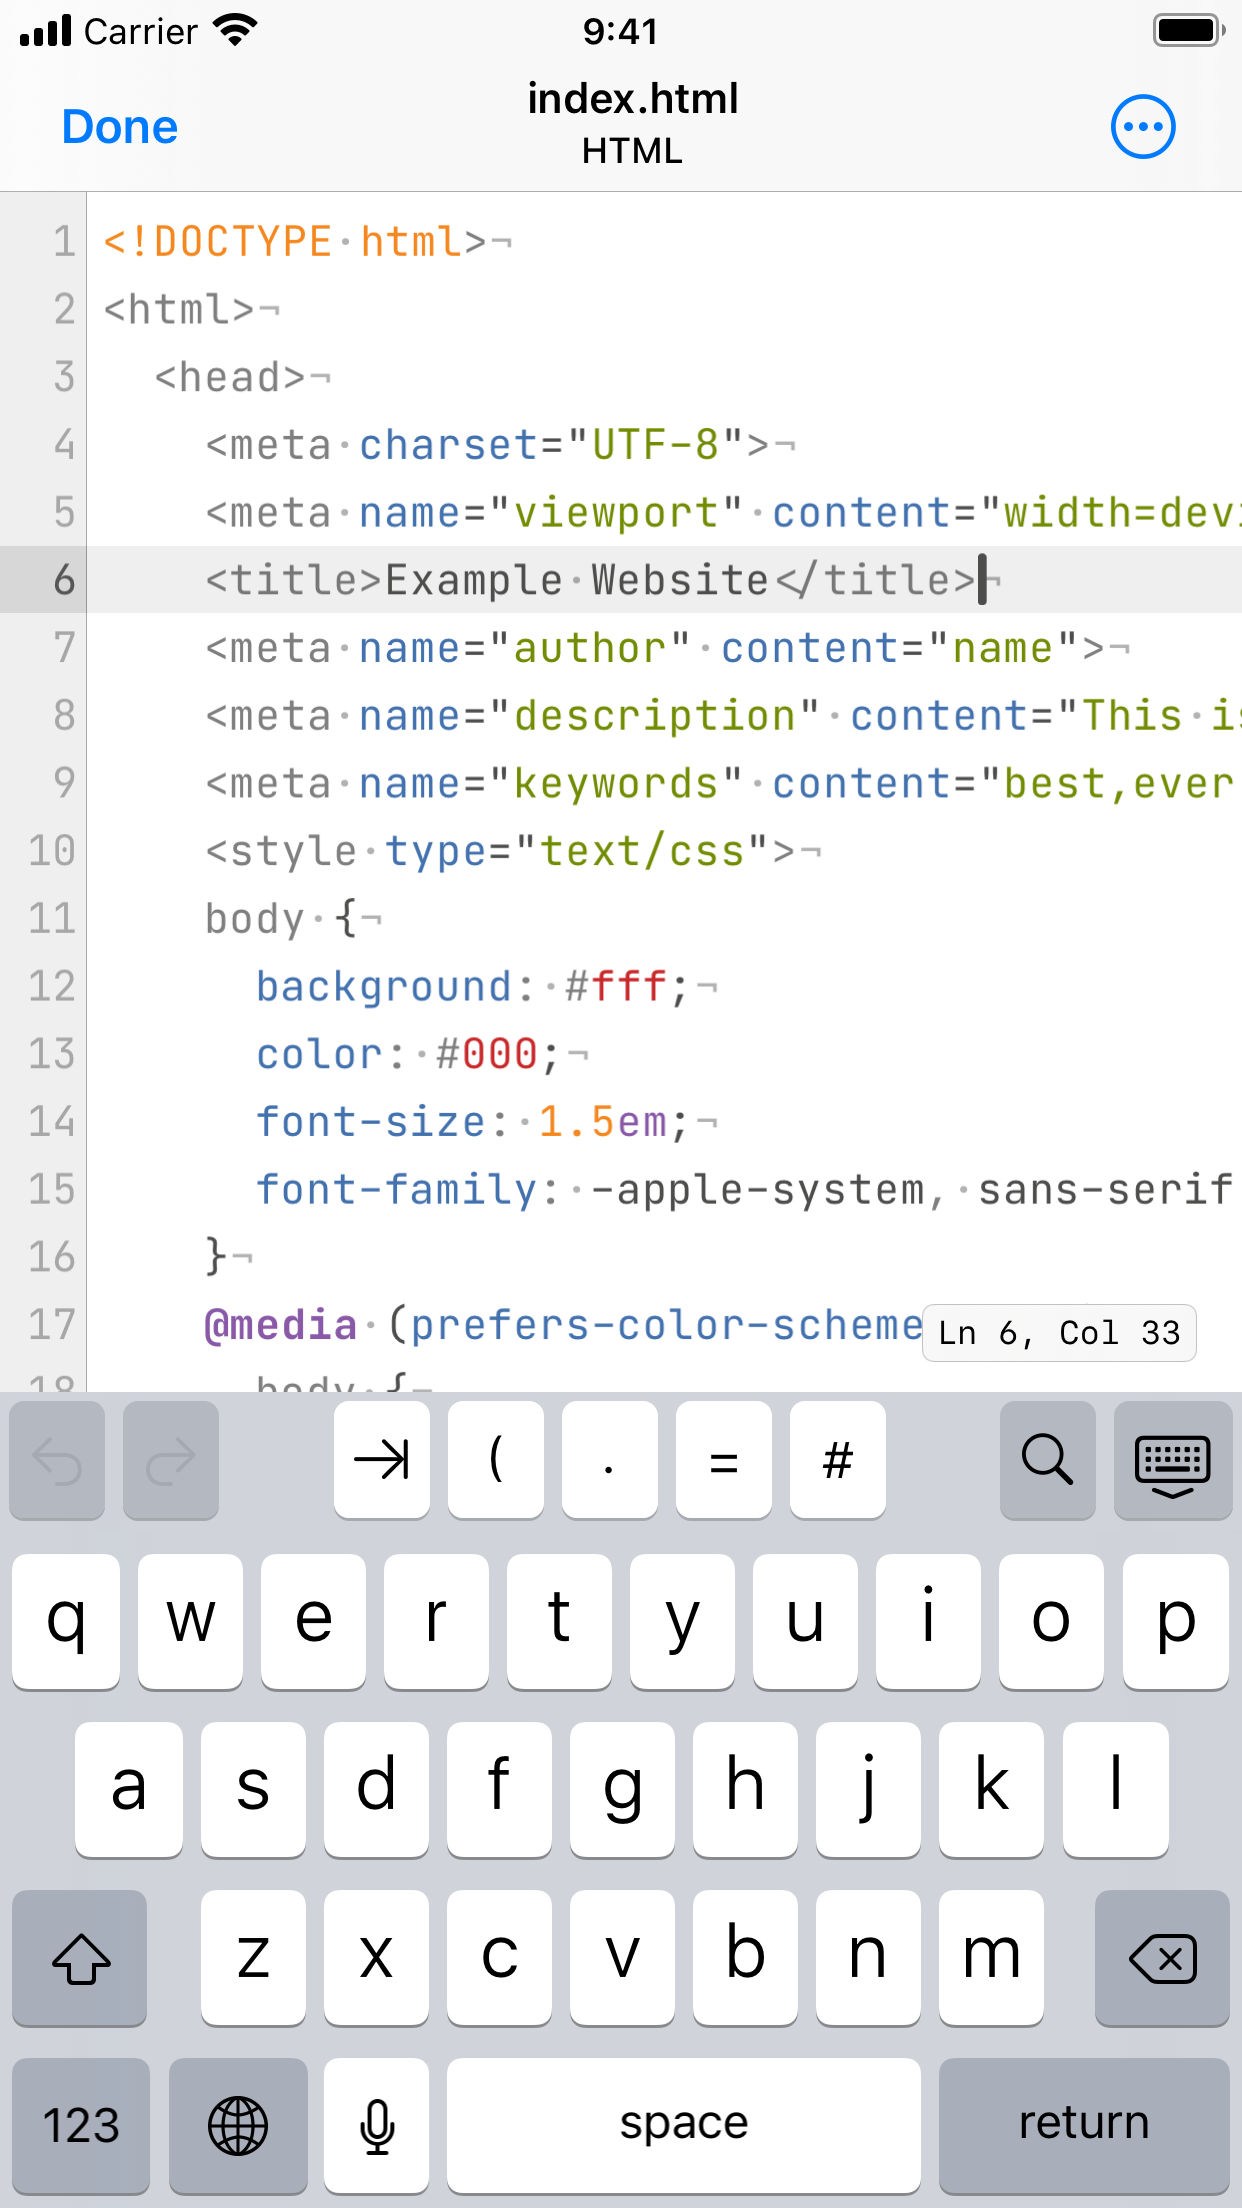 Carrier 9:41
Done
index.html
HTML
1 <!DOCTYPE·html>¬
2 <html>¬
3 <head>¬
4 <meta·charset="UTF-8">¬
5 <meta·name="viewport"·content="width=devi
6 <title>Example·Website</title>¬
7 <meta·name="author"·content="name">¬
8 <meta·name="description"·content="This·is
9 <meta·name="keywords"·content="best,ever
10 <style·type="text/css">¬
11 body·{¬
12 background:·#fff;¬
13 color:·#000;¬
14 font-size:·1.5em;¬
15 font-family:·-apple-system,·sans-serif
16 }¬
17 @media·(prefers-color-scheme
Ln 6, Col 33
18 body·{¬
( . = #
q w e r t y u i o p
a s d f g h j k l
z x c v b n m
123 space return